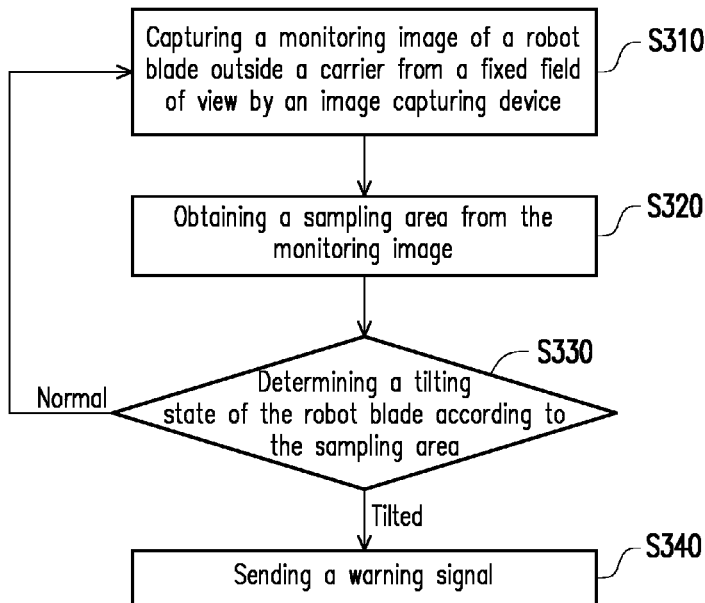 Capturing a monitoring image of a robot
blade outside a carrier from a fixed field
of view by an image capturing device
S310
Obtaining a sampling area from the
monitoring image
S320
S330
Determining a tilting
state of the robot blade according to
the sampling area
Normal
Tilted
Sending a warning signal
S340